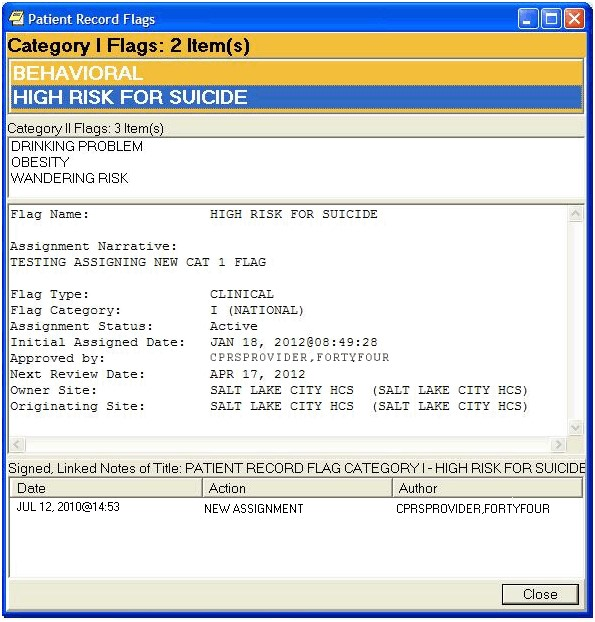 Patient Record Flags
Category I Flags: 2 Item(s)
BEHAVIORAL
HIGH RISK FOR SUICIDE
Category II Flags: 3 Item(s)
DRINKING PROBLEM
OBESITY
WANDERING RISK
Flag Name: HIGH RISK FOR SUICIDE
Assignment Narrative:
TESTING ASSIGNING NEW CAT 1 FLAG
Flag Type: CLINICAL
Flag Category: I (NATIONAL)
Assignment Status: Active
Initial Assigned Date: JAN 18, 2012@08:49:28
Approved by: CPRSPROVIDER,FORTYFOUR
Next Review Date: APR 17, 2012
Owner Site: SALT LAKE CITY HCS (SALT LAKE CITY HCS)
Originating Site: SALT LAKE CITY HCS (SALT LAKE CITY HCS)
Signed, Linked Notes of Title: PATIENT RECORD FLAG CATEGORY I - HIGH RISK FOR SUICIDE
Date Action Author
JUL 12, 2010@14:53 NEW ASSIGNMENT CPRSPROVIDER,FORTYFOUR
Close